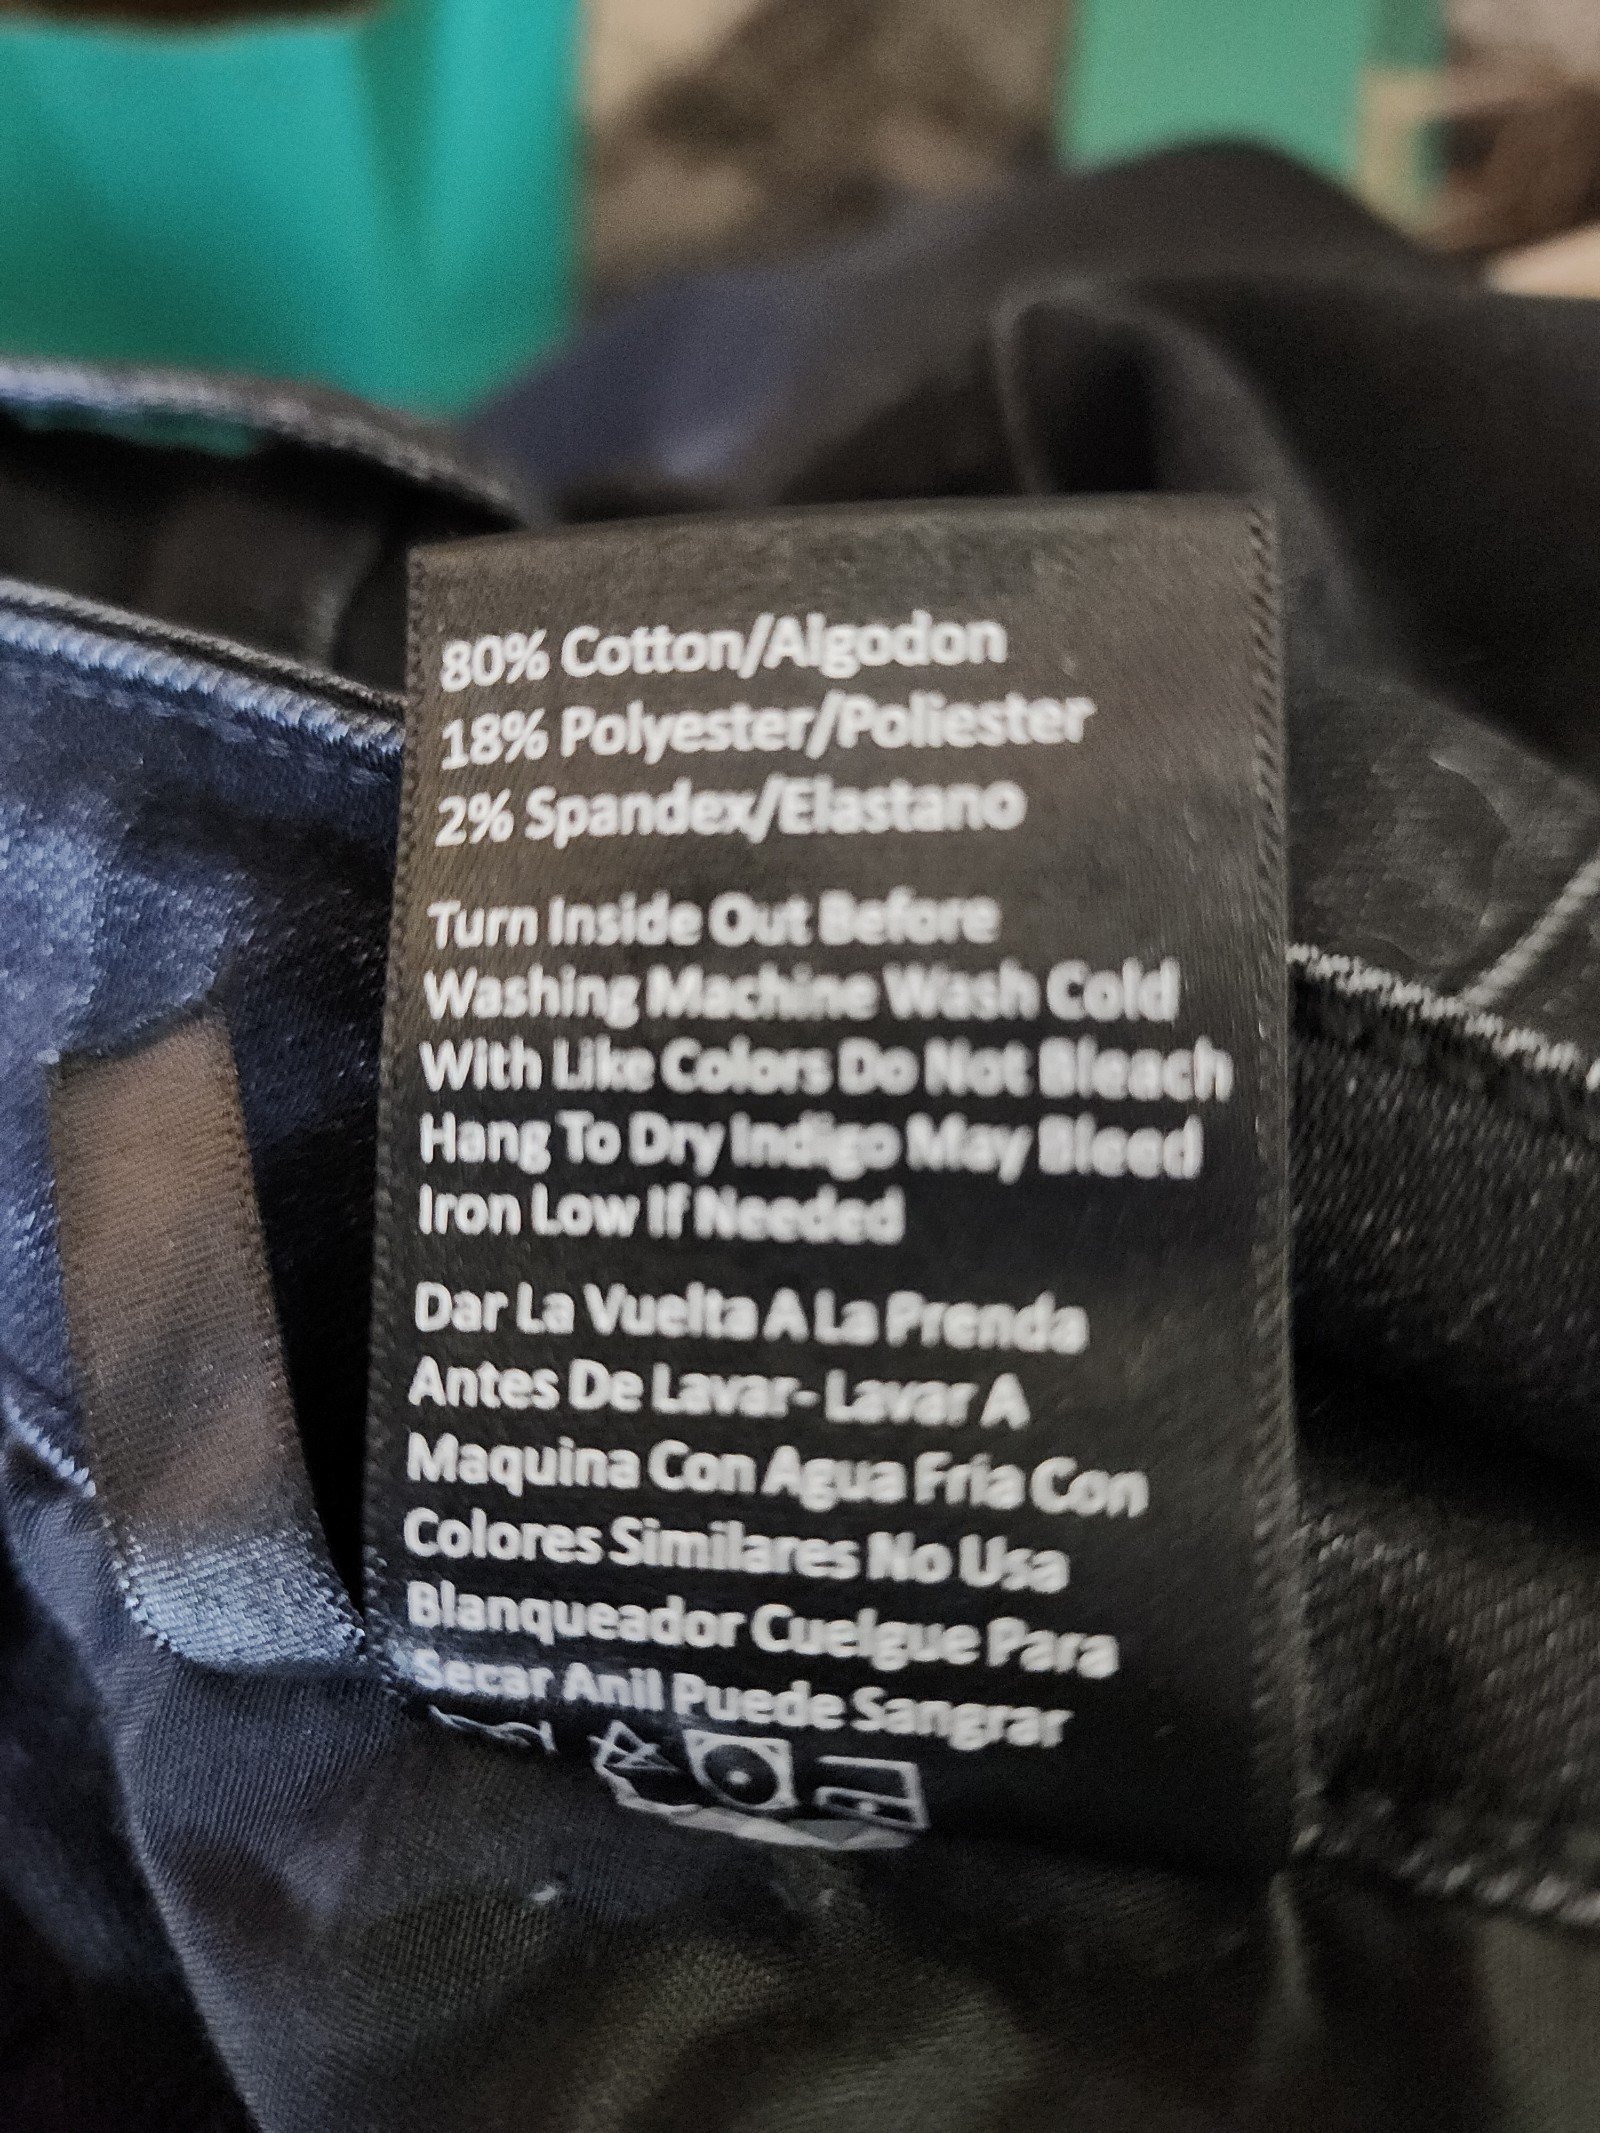 80% Cotton/Algodon
18% Polyester/Poliester
2% Spandex/Elastano
Turn Inside Out Before
Washing Machine Wash Cold
With Like Colors Do Not Bleach
Hang To Dry Indigo May Bleed
Iron Low If Needed
Dar La Vuelta A La Prenda
Antes De Lavar- Lavar A
Maquina Con Agua Fria Con
Colores Similares No Usa
Blanqueador Cuelgue Para
Secar Anil Puede Sangrar